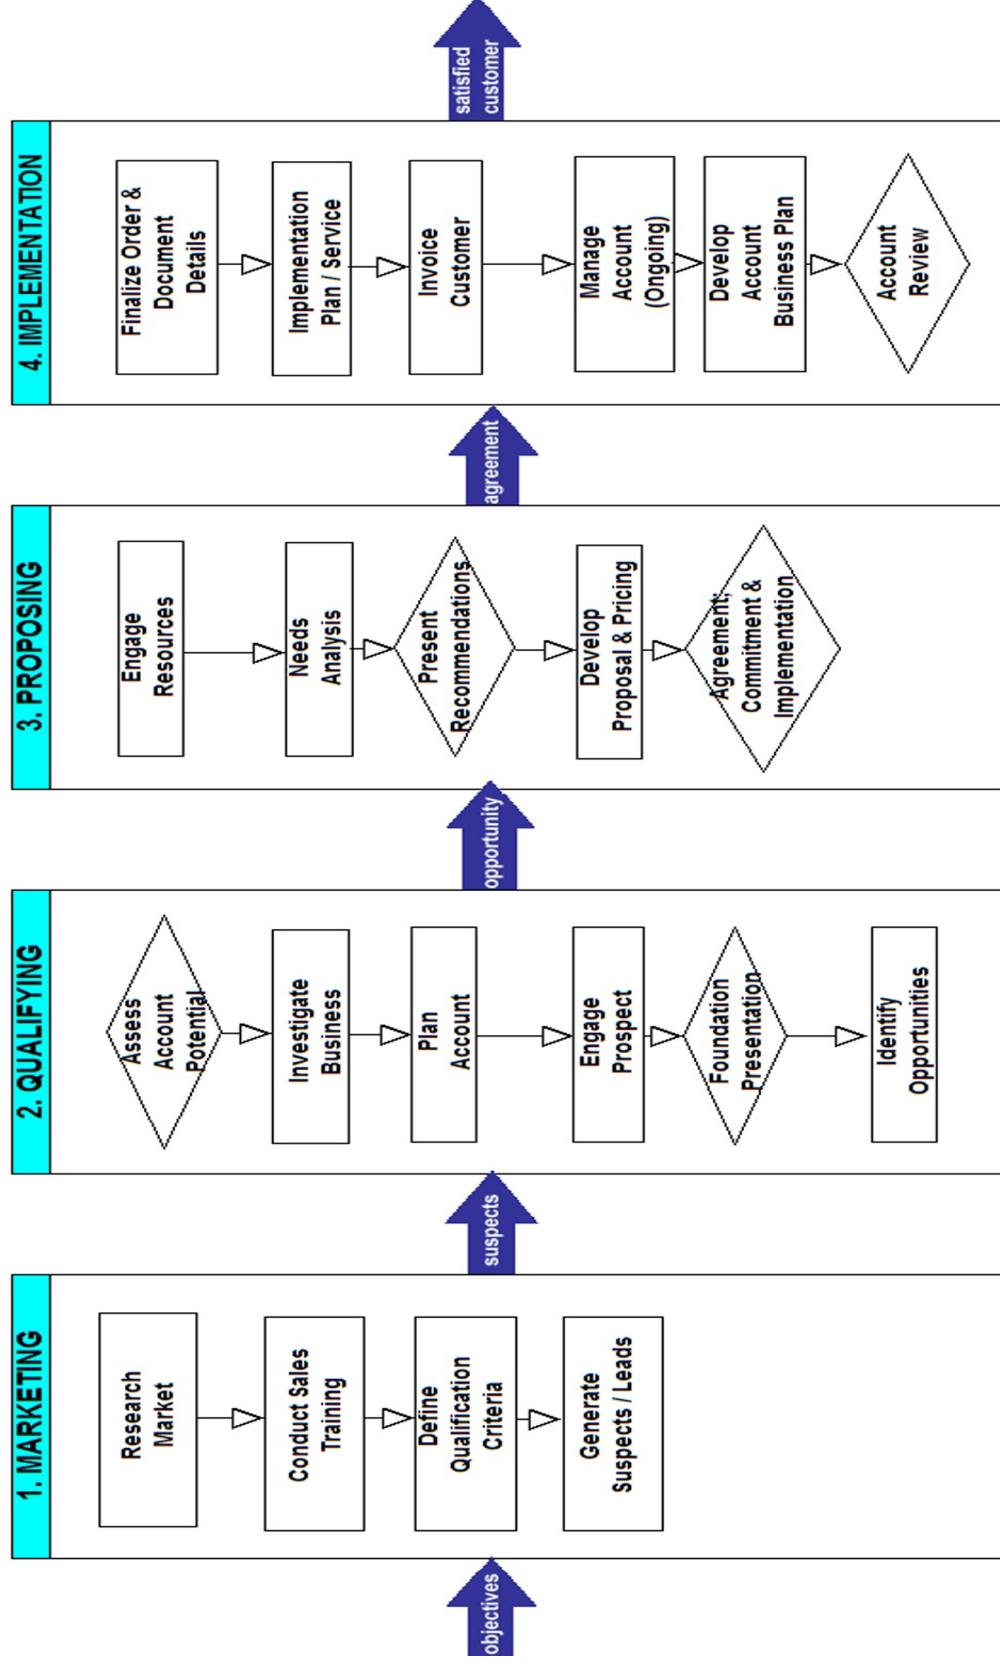 objectives
1. MARKETING
Research
Market
Conduct Sales
Training
Define
Qualification
Criteria
Generate
Suspects / Leads
suspects
2. QUALIFYING
Assess
Account
Potential
Investigate
Business
Plan
Account
Engage
Prospect
Foundation
Presentation
Identify
Opportunities
opportunity
3. PROPOSING
Engage
Resources
Needs
Analysis
Present
Recommendations
Develop
Proposal & Pricing
Agreement,
Commitment &
Implementation
agreement
4. IMPLEMENTATION
Finalize Order &
Document
Details
Implementation
Plan / Service
Invoice
Customer
Manage
Account
(Ongoing)
Develop
Account
Business Plan
Account
Review
satisfied
customer